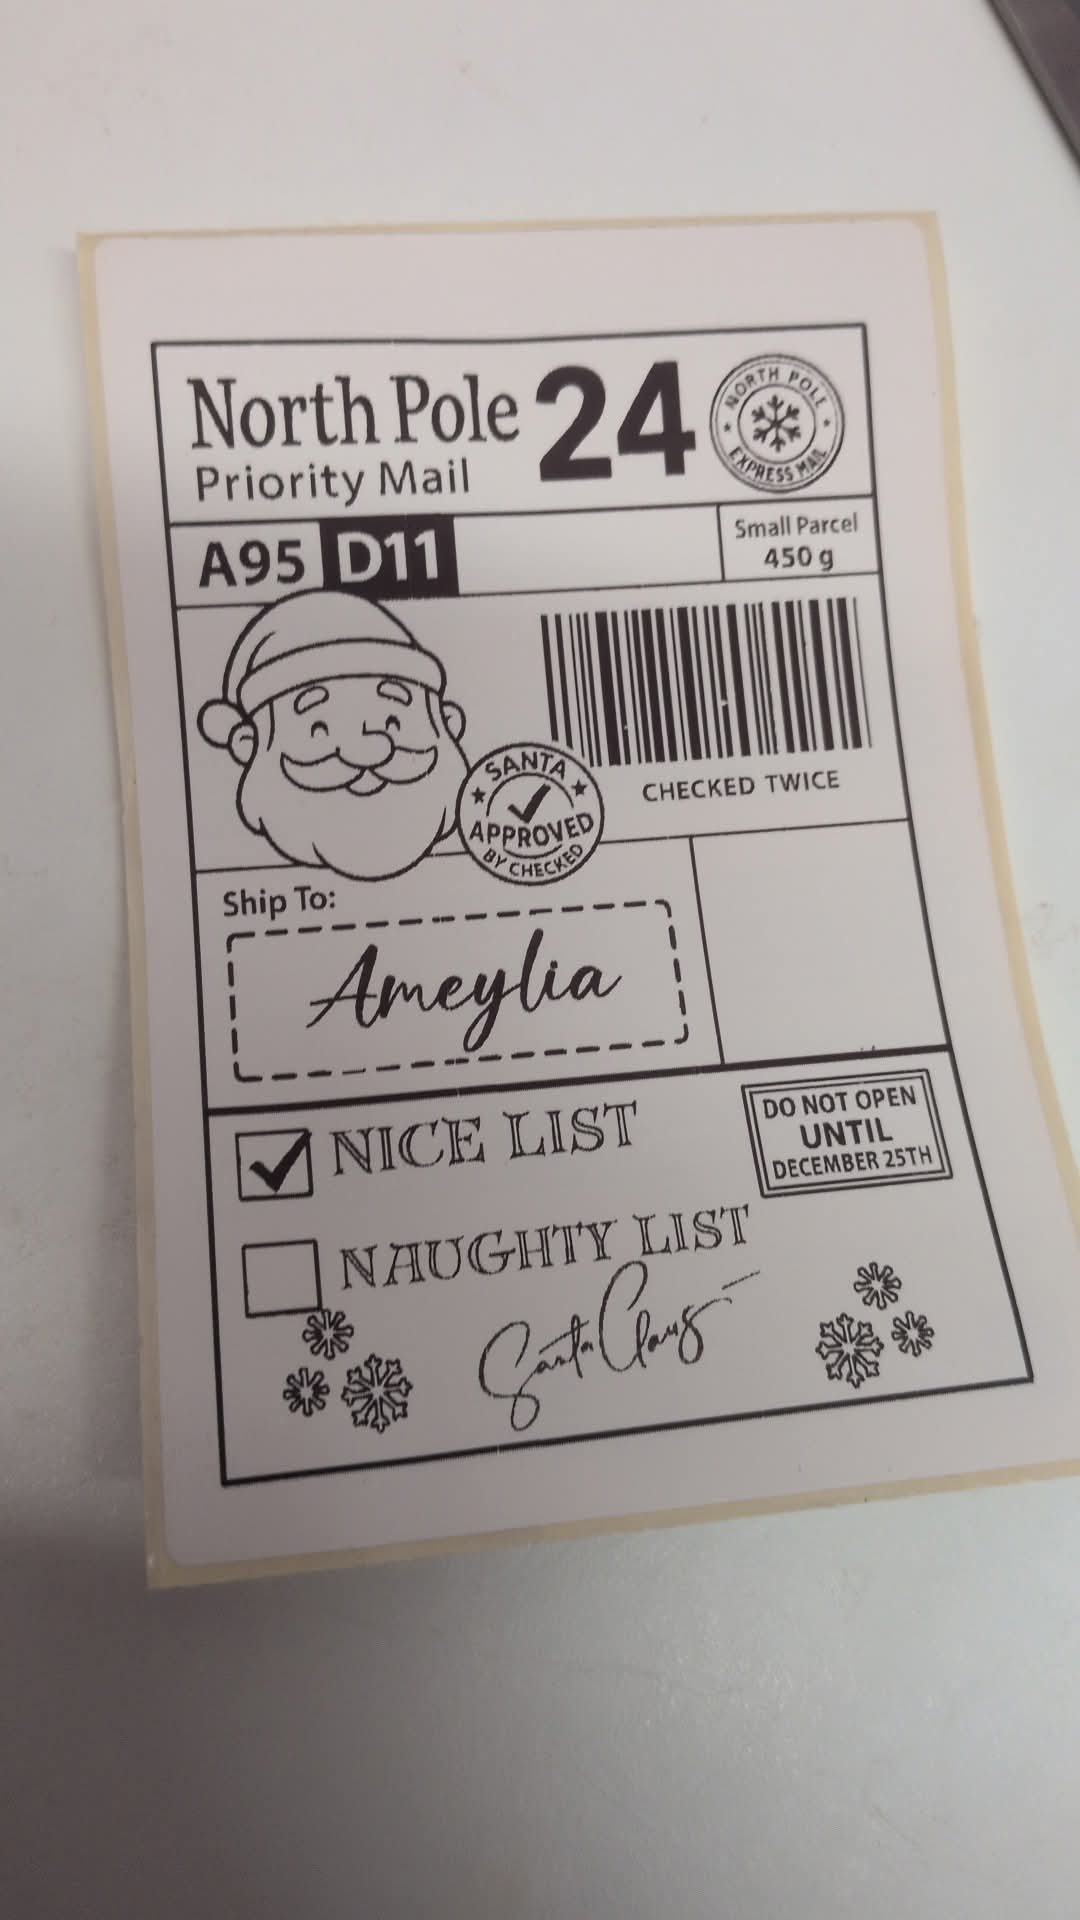 North Pole 24
Priority Mail
NORTH POLE
EXPRESS MAIL
A95 D11
Small Parcel
450 g
CHECKED TWICE
SANTA
APPROVED
BY CHECKED
Ship To:
Ameylia
NICE LIST
DO NOT OPEN
UNTIL
DECEMBER 25TH
NAUGHTY LIST
Santa Claus